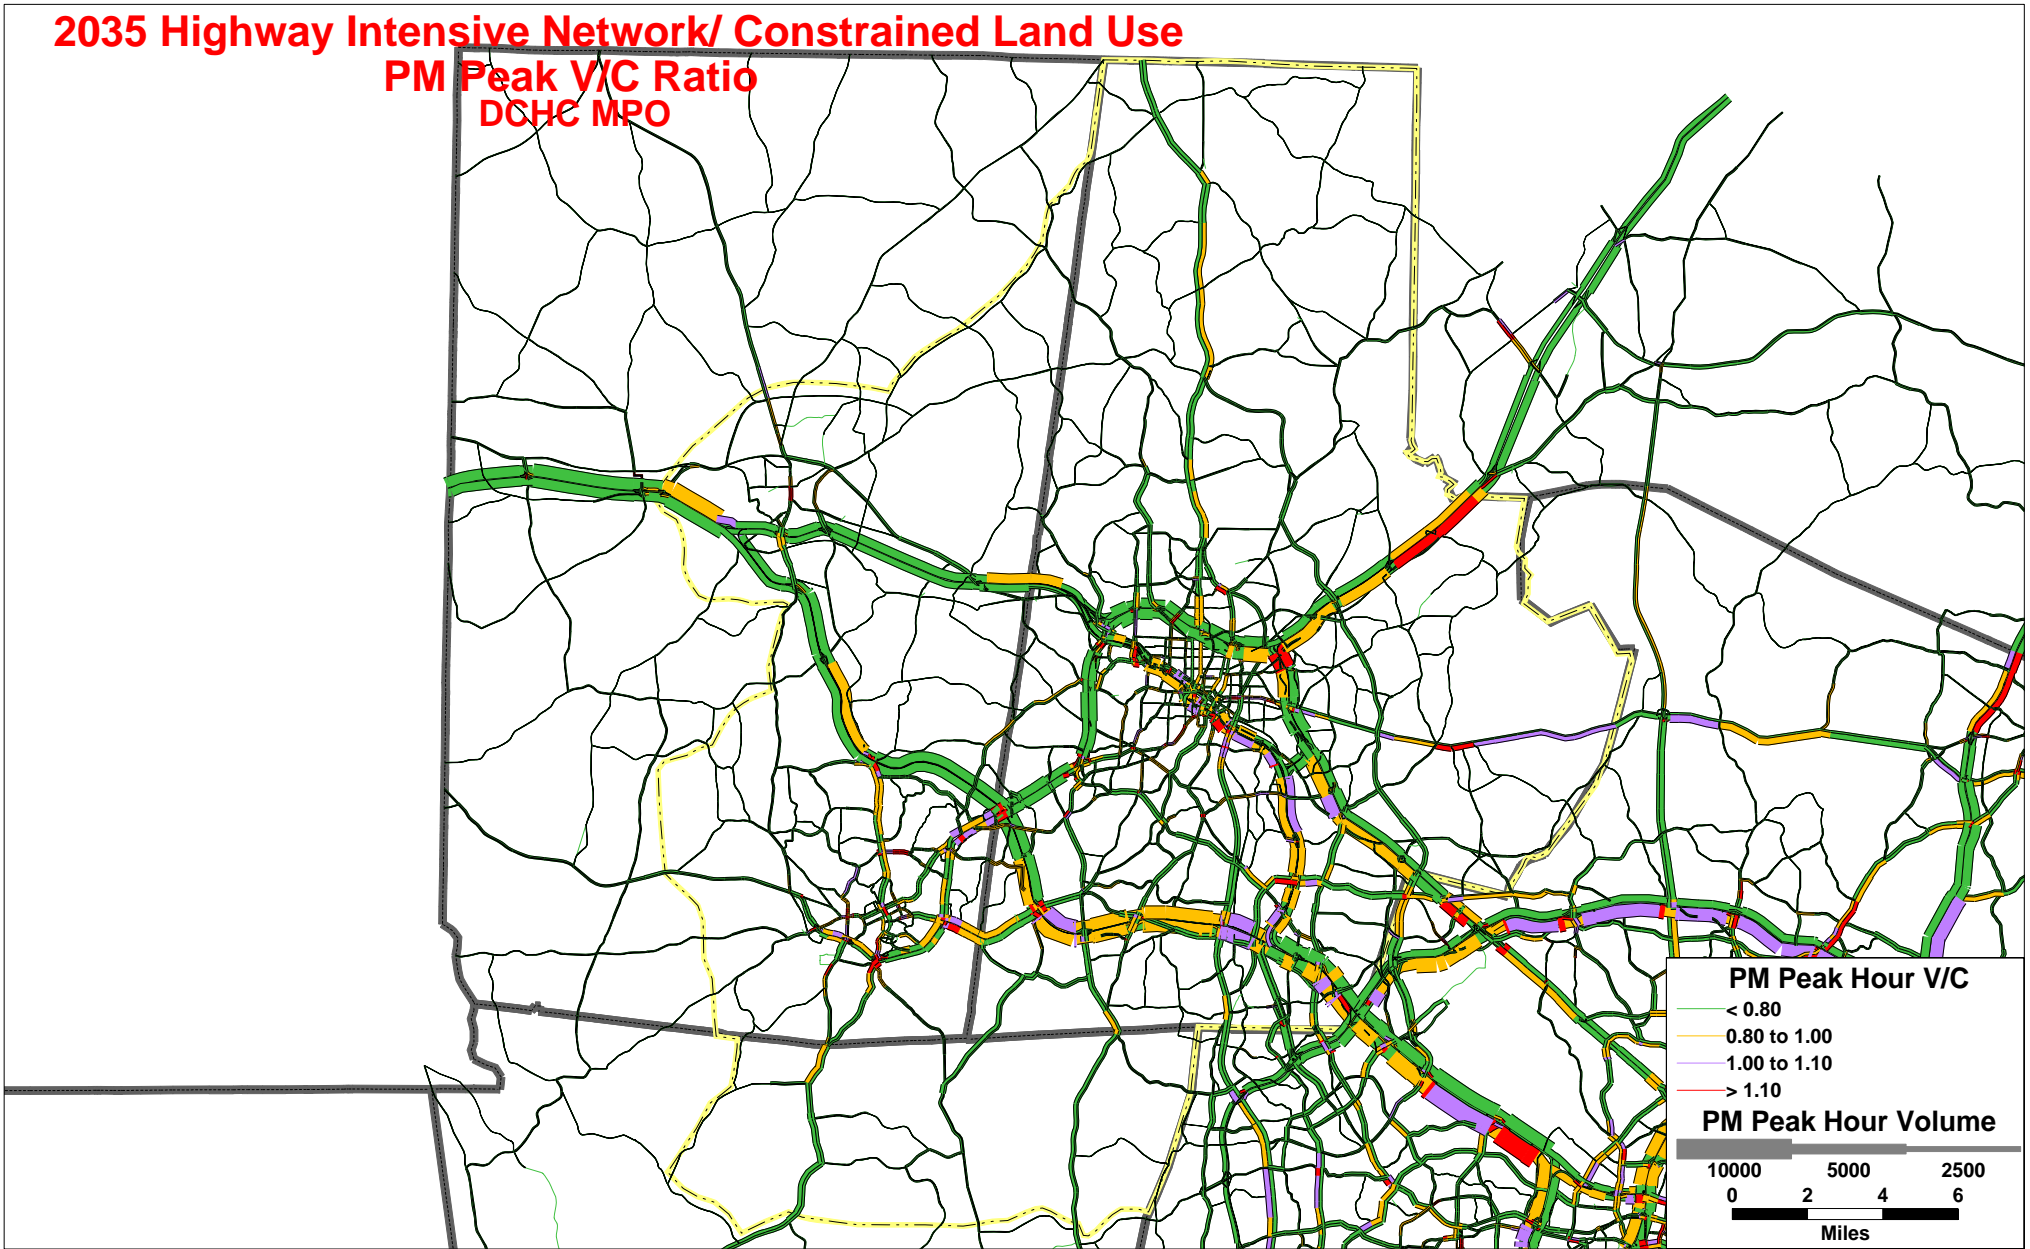 2035 Highway Intensive Network/ Constrained Land Use
PM Peak V/C Ratio
DCHC MPO
PM Peak Hour V/C
< 0.80
0.80 to 1.00
1.00 to 1.10
> 1.10
PM Peak Hour Volume
10000 5000 2500
0 2 4 6
Miles